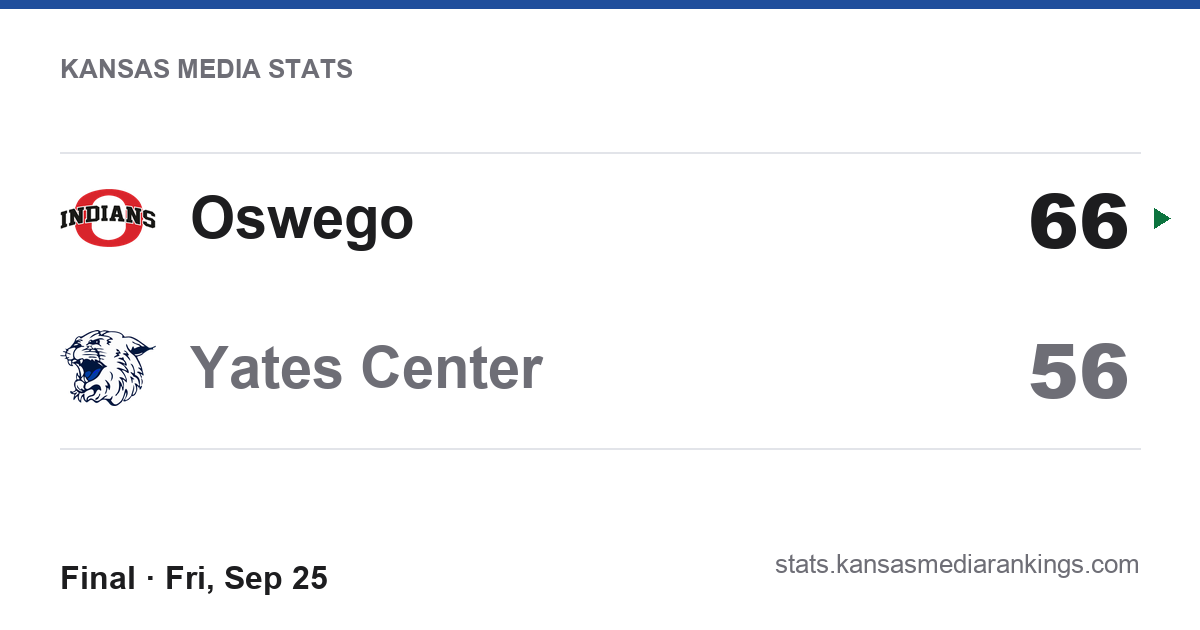 KANSAS MEDIA STATS
INDIANS
Oswego
66
Yates Center
56
Final · Fri, Sep 25
stats.kansasmediarankings.com